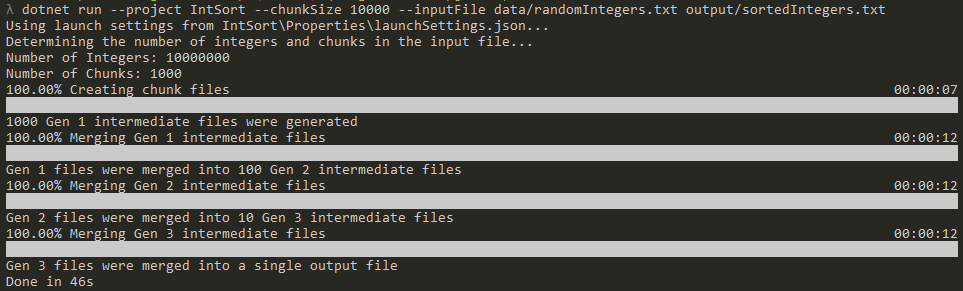 λ dotnet run --project IntSort --chunkSize 10000 --inputFile data/randomIntegers.txt output/sortedIntegers.txt
Using launch settings from IntSort\Properties\launchSettings.json...
Determining the number of integers and chunks in the input file...
Number of Integers: 10000000
Number of Chunks: 1000
100.00% Creating chunk files 00:00:07
1000 Gen 1 intermediate files were generated
100.00% Merging Gen 1 intermediate files 00:00:12
Gen 1 files were merged into 100 Gen 2 intermediate files
100.00% Merging Gen 2 intermediate files 00:00:12
Gen 2 files were merged into 10 Gen 3 intermediate files
100.00% Merging Gen 3 intermediate files 00:00:12
Gen 3 files were merged into a single output file
Done in 46s